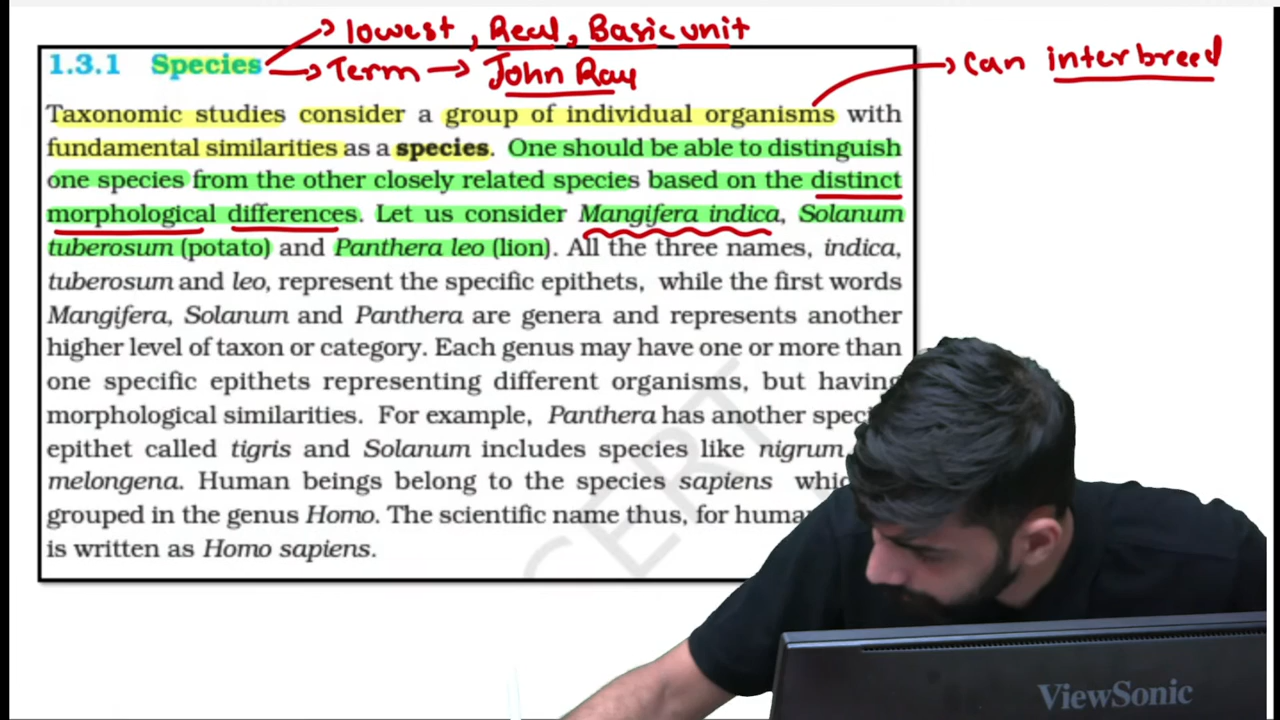 → lowest, Real, Basic unit
1.3.1 Species → Term → John Ray
→ can interbreed
Taxonomic studies consider a group of individual organisms with
fundamental similarities as a species. One should be able to distinguish
one species from the other closely related species based on the distinct
morphological differences. Let us consider Mangifera indica, Solanum
tuberosum (potato) and Panthera leo (lion). All the three names, indica,
tuberosum and leo, represent the specific epithets, while the first words
Mangifera, Solanum and Panthera are genera and represents another
higher level of taxon or category. Each genus may have one or more than
one specific epithets representing different organisms, but having
morphological similarities. For example, Panthera has another
epithet called tigris and Solanum includes species like nigrum
melongena. Human beings belong to the species sapiens
grouped in the genus Homo. The scientific name thus, for
is written as Homo sapiens.
ViewSonic